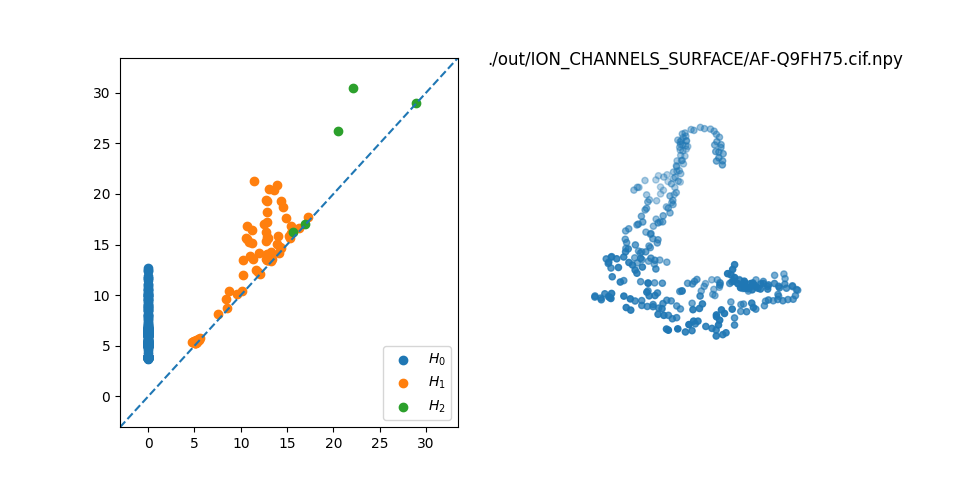 ./out/ION_CHANNELS_SURFACE/AF-Q9FH75.cif.npy
30
25
20
15
10
5
0
H₀
H₁
H₂
0 5 10 15 20 25 30